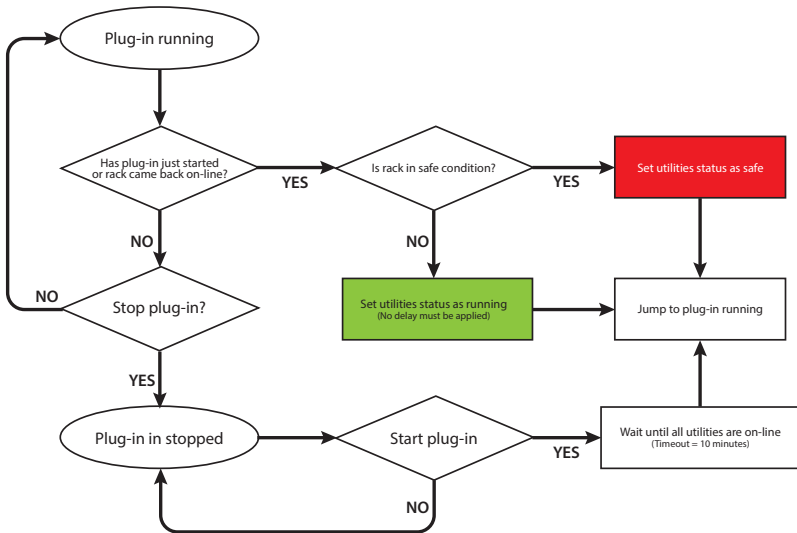 Plug-in running
Has plug-in just started
or rack came back on-line?
YES
Is rack in safe condition?
YES
Set utilities status as safe
NO
NO
NO
Stop plug-in?
Set utilities status as running
(No delay must be applied)
Jump to plug-in running
YES
Plug-in in stopped
Start plug-in
YES
Wait until all utilities are on-line
(Timeout = 10 minutes)
NO